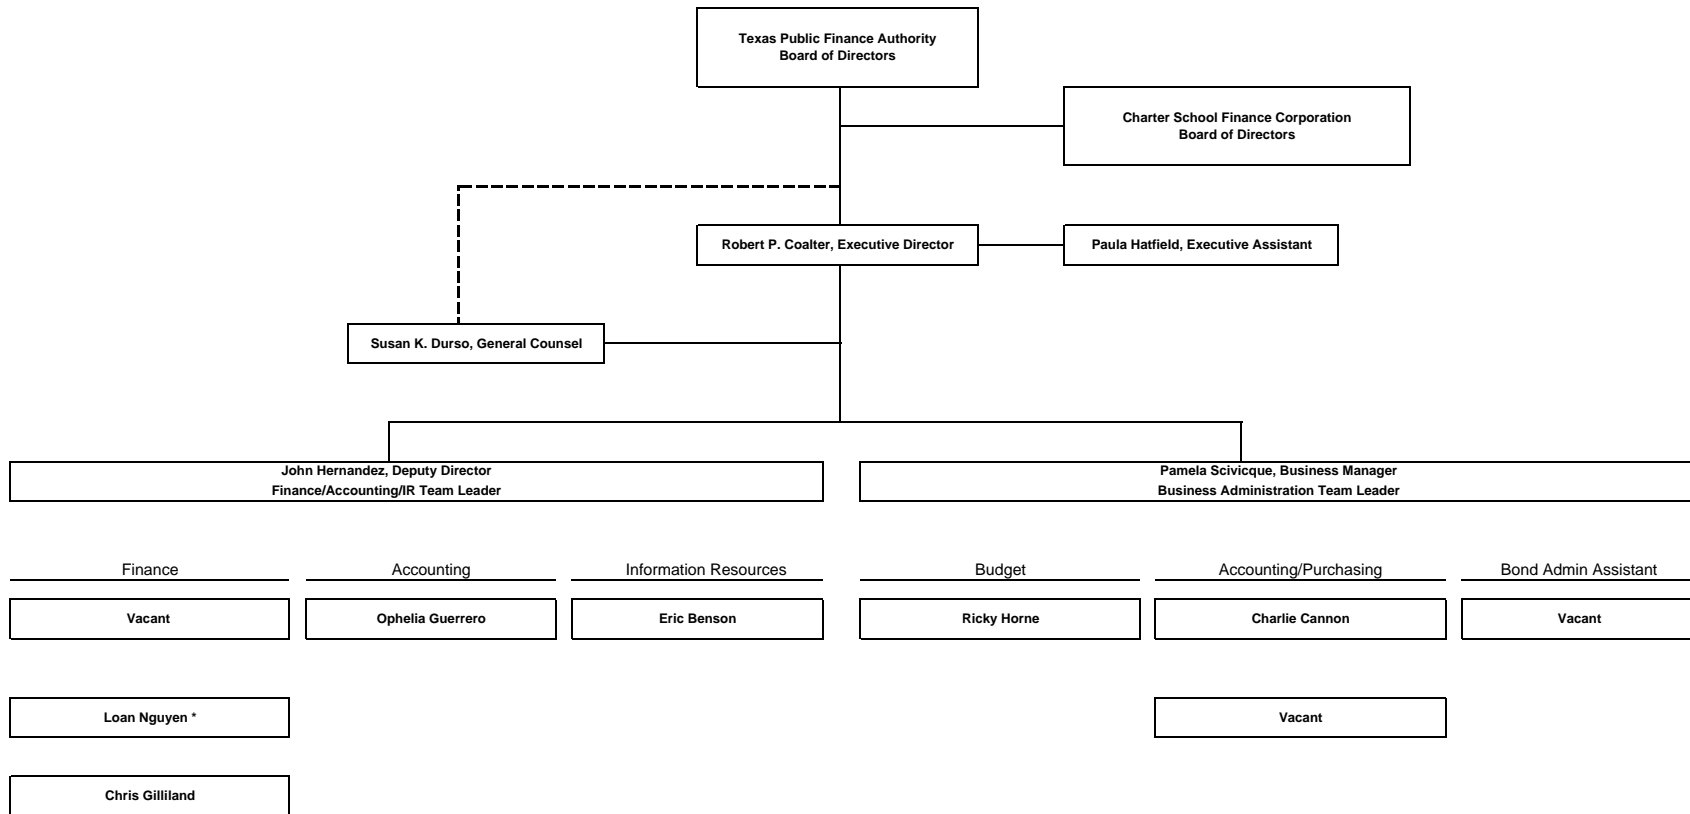 Texas Public Finance Authority
Board of Directors
Charter School Finance Corporation
Board of Directors
Robert P. Coalter, Executive Director
Paula Hatfield, Executive Assistant
Susan K. Durso, General Counsel
John Hernandez, Deputy Director
Finance/Accounting/IR Team Leader
Pamela Scivicque, Business Manager
Business Administration Team Leader
Finance
Accounting
Information Resources
Budget
Accounting/Purchasing
Bond Admin Assistant
Vacant
Ophelia Guerrero
Eric Benson
Ricky Horne
Charlie Cannon
Vacant
Loan Nguyen *
Vacant
Chris Gilliland